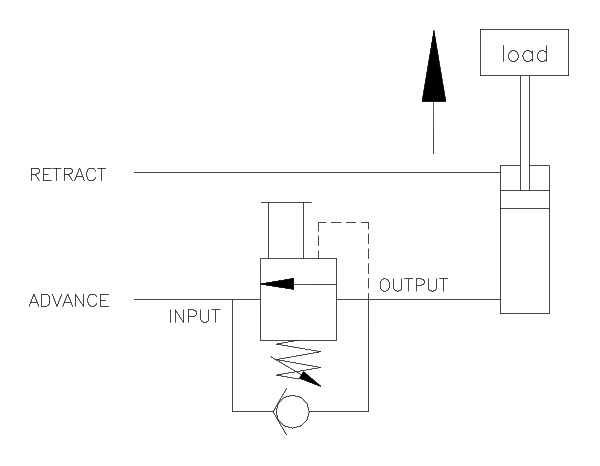 load
RETRACT
OUTPUT
ADVANCE
INPUT